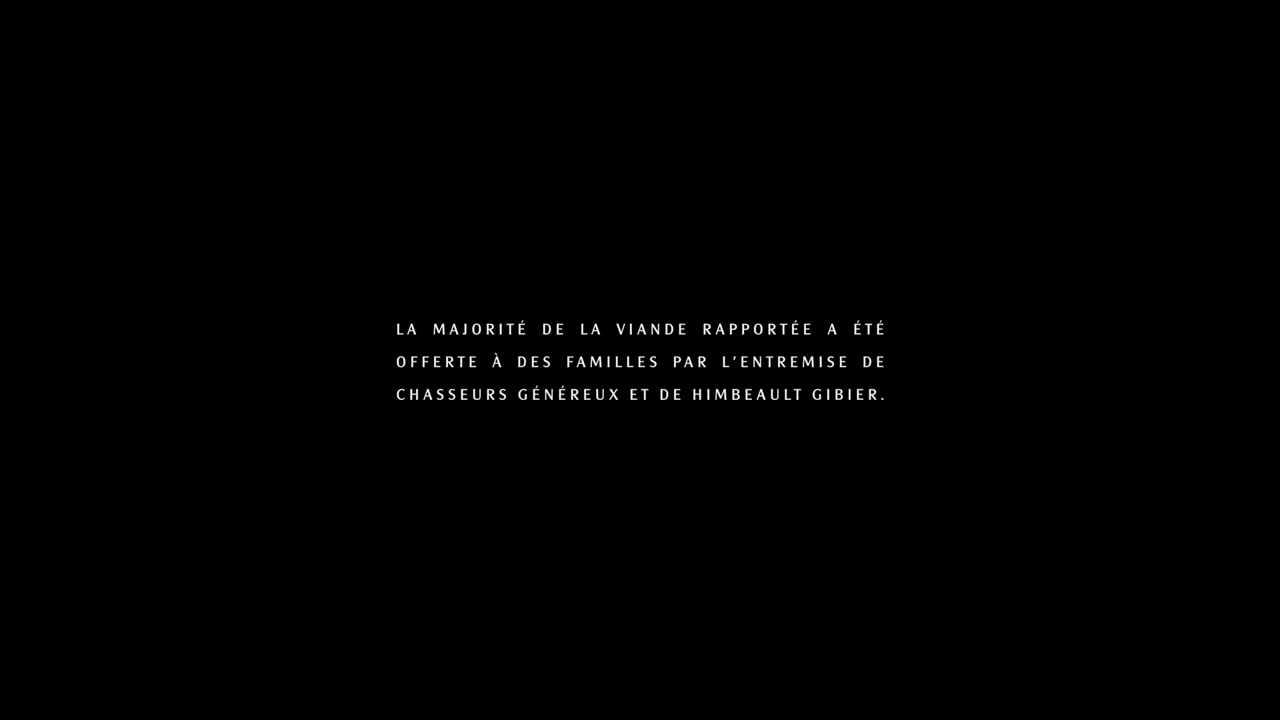 LA MAJORITÉ DE LA VIANDE RAPPORTÉE A ÉTÉ
OFFERTE À DES FAMILLES PAR L'ENTREMISE DE
CHASSEURS GÉNÉREUX ET DE HIMBEAULT GIBIER.